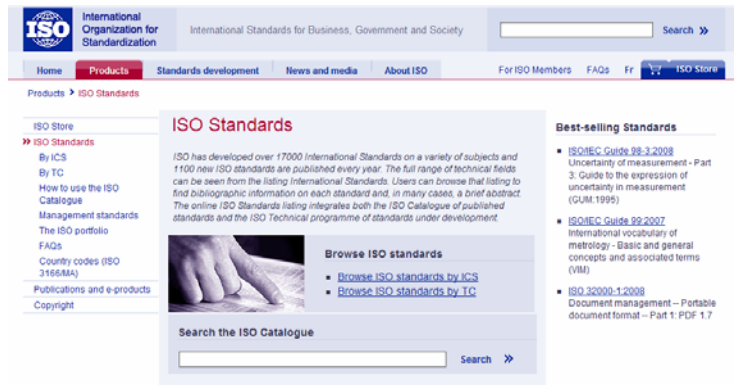 ISO
International
Organization for
Standardization
International Standards for Business, Government and Society
Search »
Home Products Standards development News and media About ISO For ISO Members FAQs Fr ISO Store
Products > ISO Standards
ISO Store
» ISO Standards
By ICS
By TC
How to use the ISO
Catalogue
Management standards
The ISO portfolio
FAQs
Country codes (ISO
3166/MA)
Publications and e-products
Copyright
ISO Standards
ISO has developed over 17000 International Standards on a variety of subjects and
1100 new ISO standards are published every year. The full range of technical fields
can be seen from the listing International Standards. Users can browse that listing to
find bibliographic information on each standard and, in many cases, a brief abstract.
The online ISO Standards listing integrates both the ISO Catalogue of published
standards and the ISO Technical programme of standards under development.
Browse ISO standards
Browse ISO standards by ICS
Browse ISO standards by TC
Search the ISO Catalogue
Search »
Best-selling Standards
ISO/IEC Guide 98-3:2008
Uncertainty of measurement - Part
3: Guide to the expression of
uncertainty in measurement
(GUM:1995)
ISO/IEC Guide 99:2007
International vocabulary of
metrology - Basic and general
concepts and associated terms
(VIM)
ISO 32000-1:2008
Document management -- Portable
document format -- Part 1: PDF 1.7